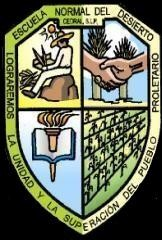 ESCUELA NORMAL DEL DESIERTO
CEDRAL, S.L.P.
LOGRAREMOS LA UNIDAD Y LA SUPERACIÓN DEL PUEBLO PROLETARIO